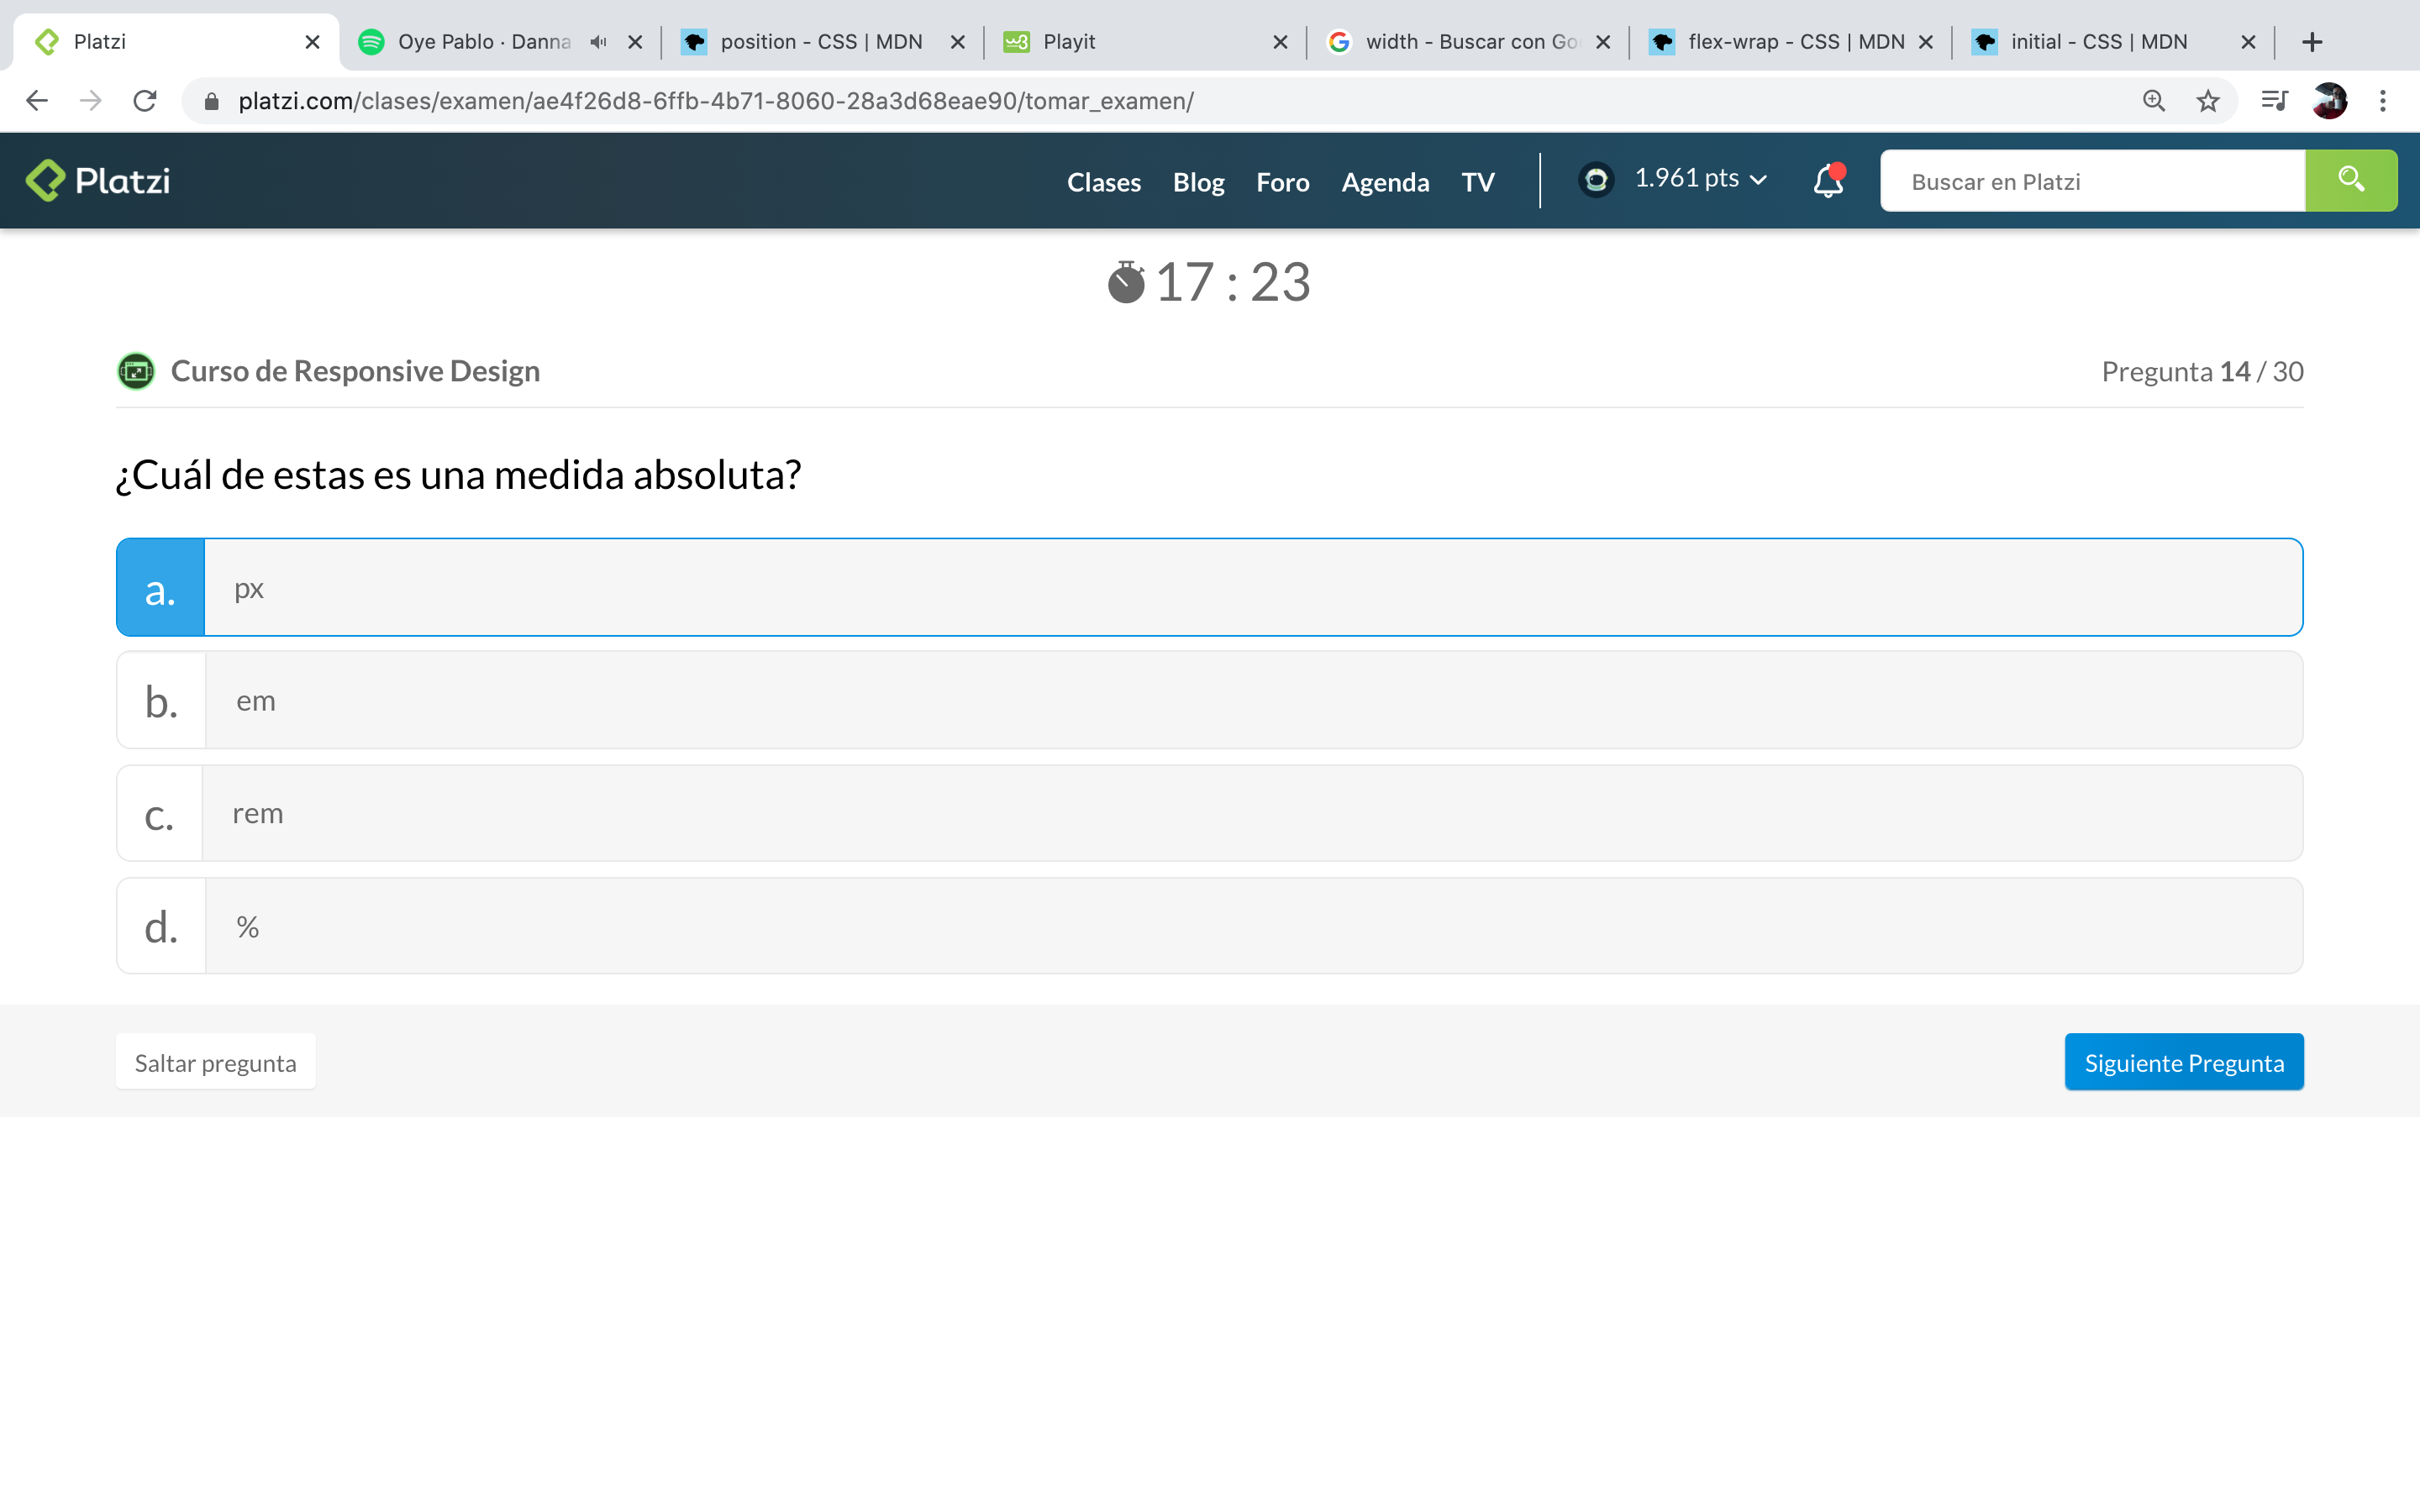 Platzi
Oye Pablo · Danna
position - CSS | MDN
Playit
width - Buscar con Go
flex-wrap - CSS | MDN
initial - CSS | MDN
platzi.com/clases/examen/ae4f26d8-6ffb-4b71-8060-28a3d68eae90/tomar_examen/
Platzi
Clases
Blog
Foro
Agenda
TV
1.961 pts
Buscar en Platzi
17 : 23
Curso de Responsive Design
Pregunta 14 / 30
¿Cuál de estas es una medida absoluta?
a. px
b. em
c. rem
d. %
Saltar pregunta
Siguiente Pregunta